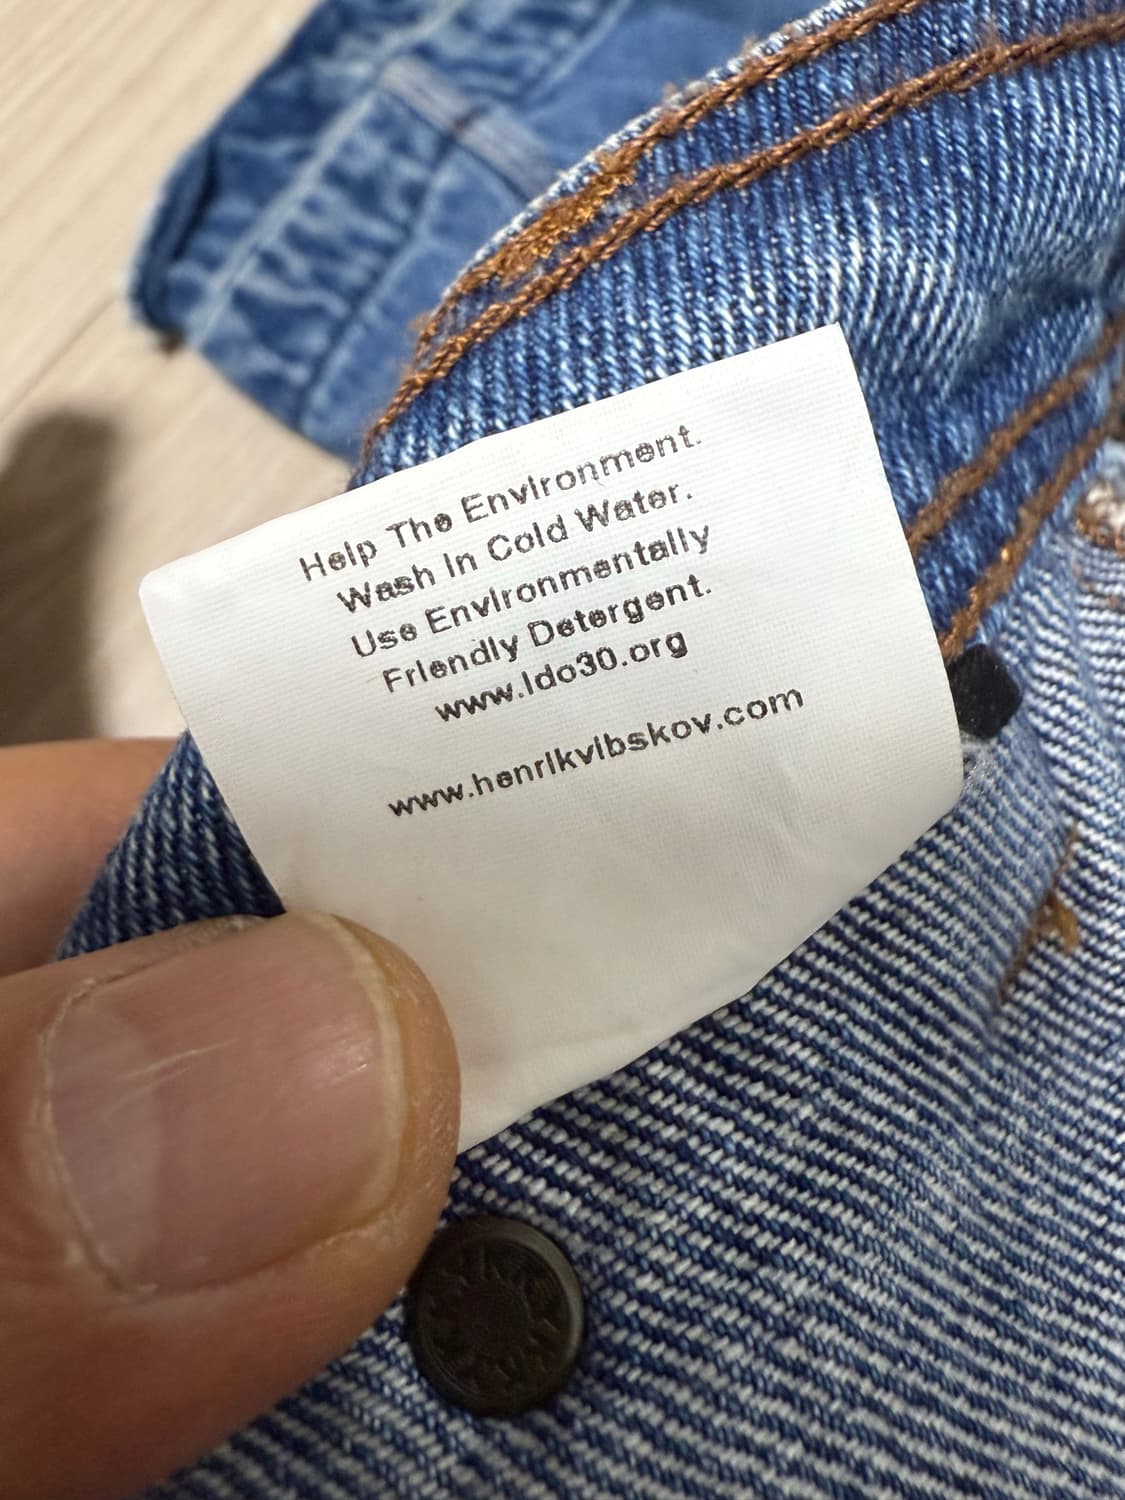 Help The Environment.
Wash In Cold Water.
Use Environmentally
Friendly Detergent.
www.Ido30.org
www.henrikvibskov.com